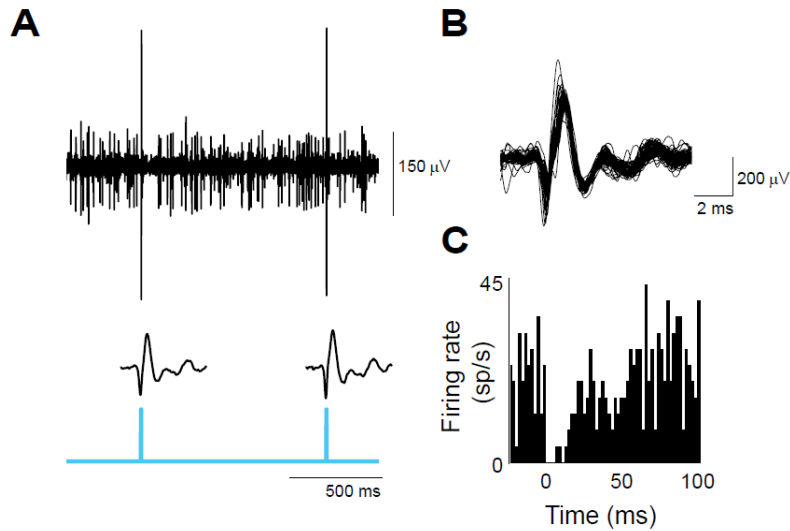 A
150 μV
500 ms
B
200 μV
2 ms
C
45
0
Firing rate
(sp/s)
0 50 100
Time (ms)